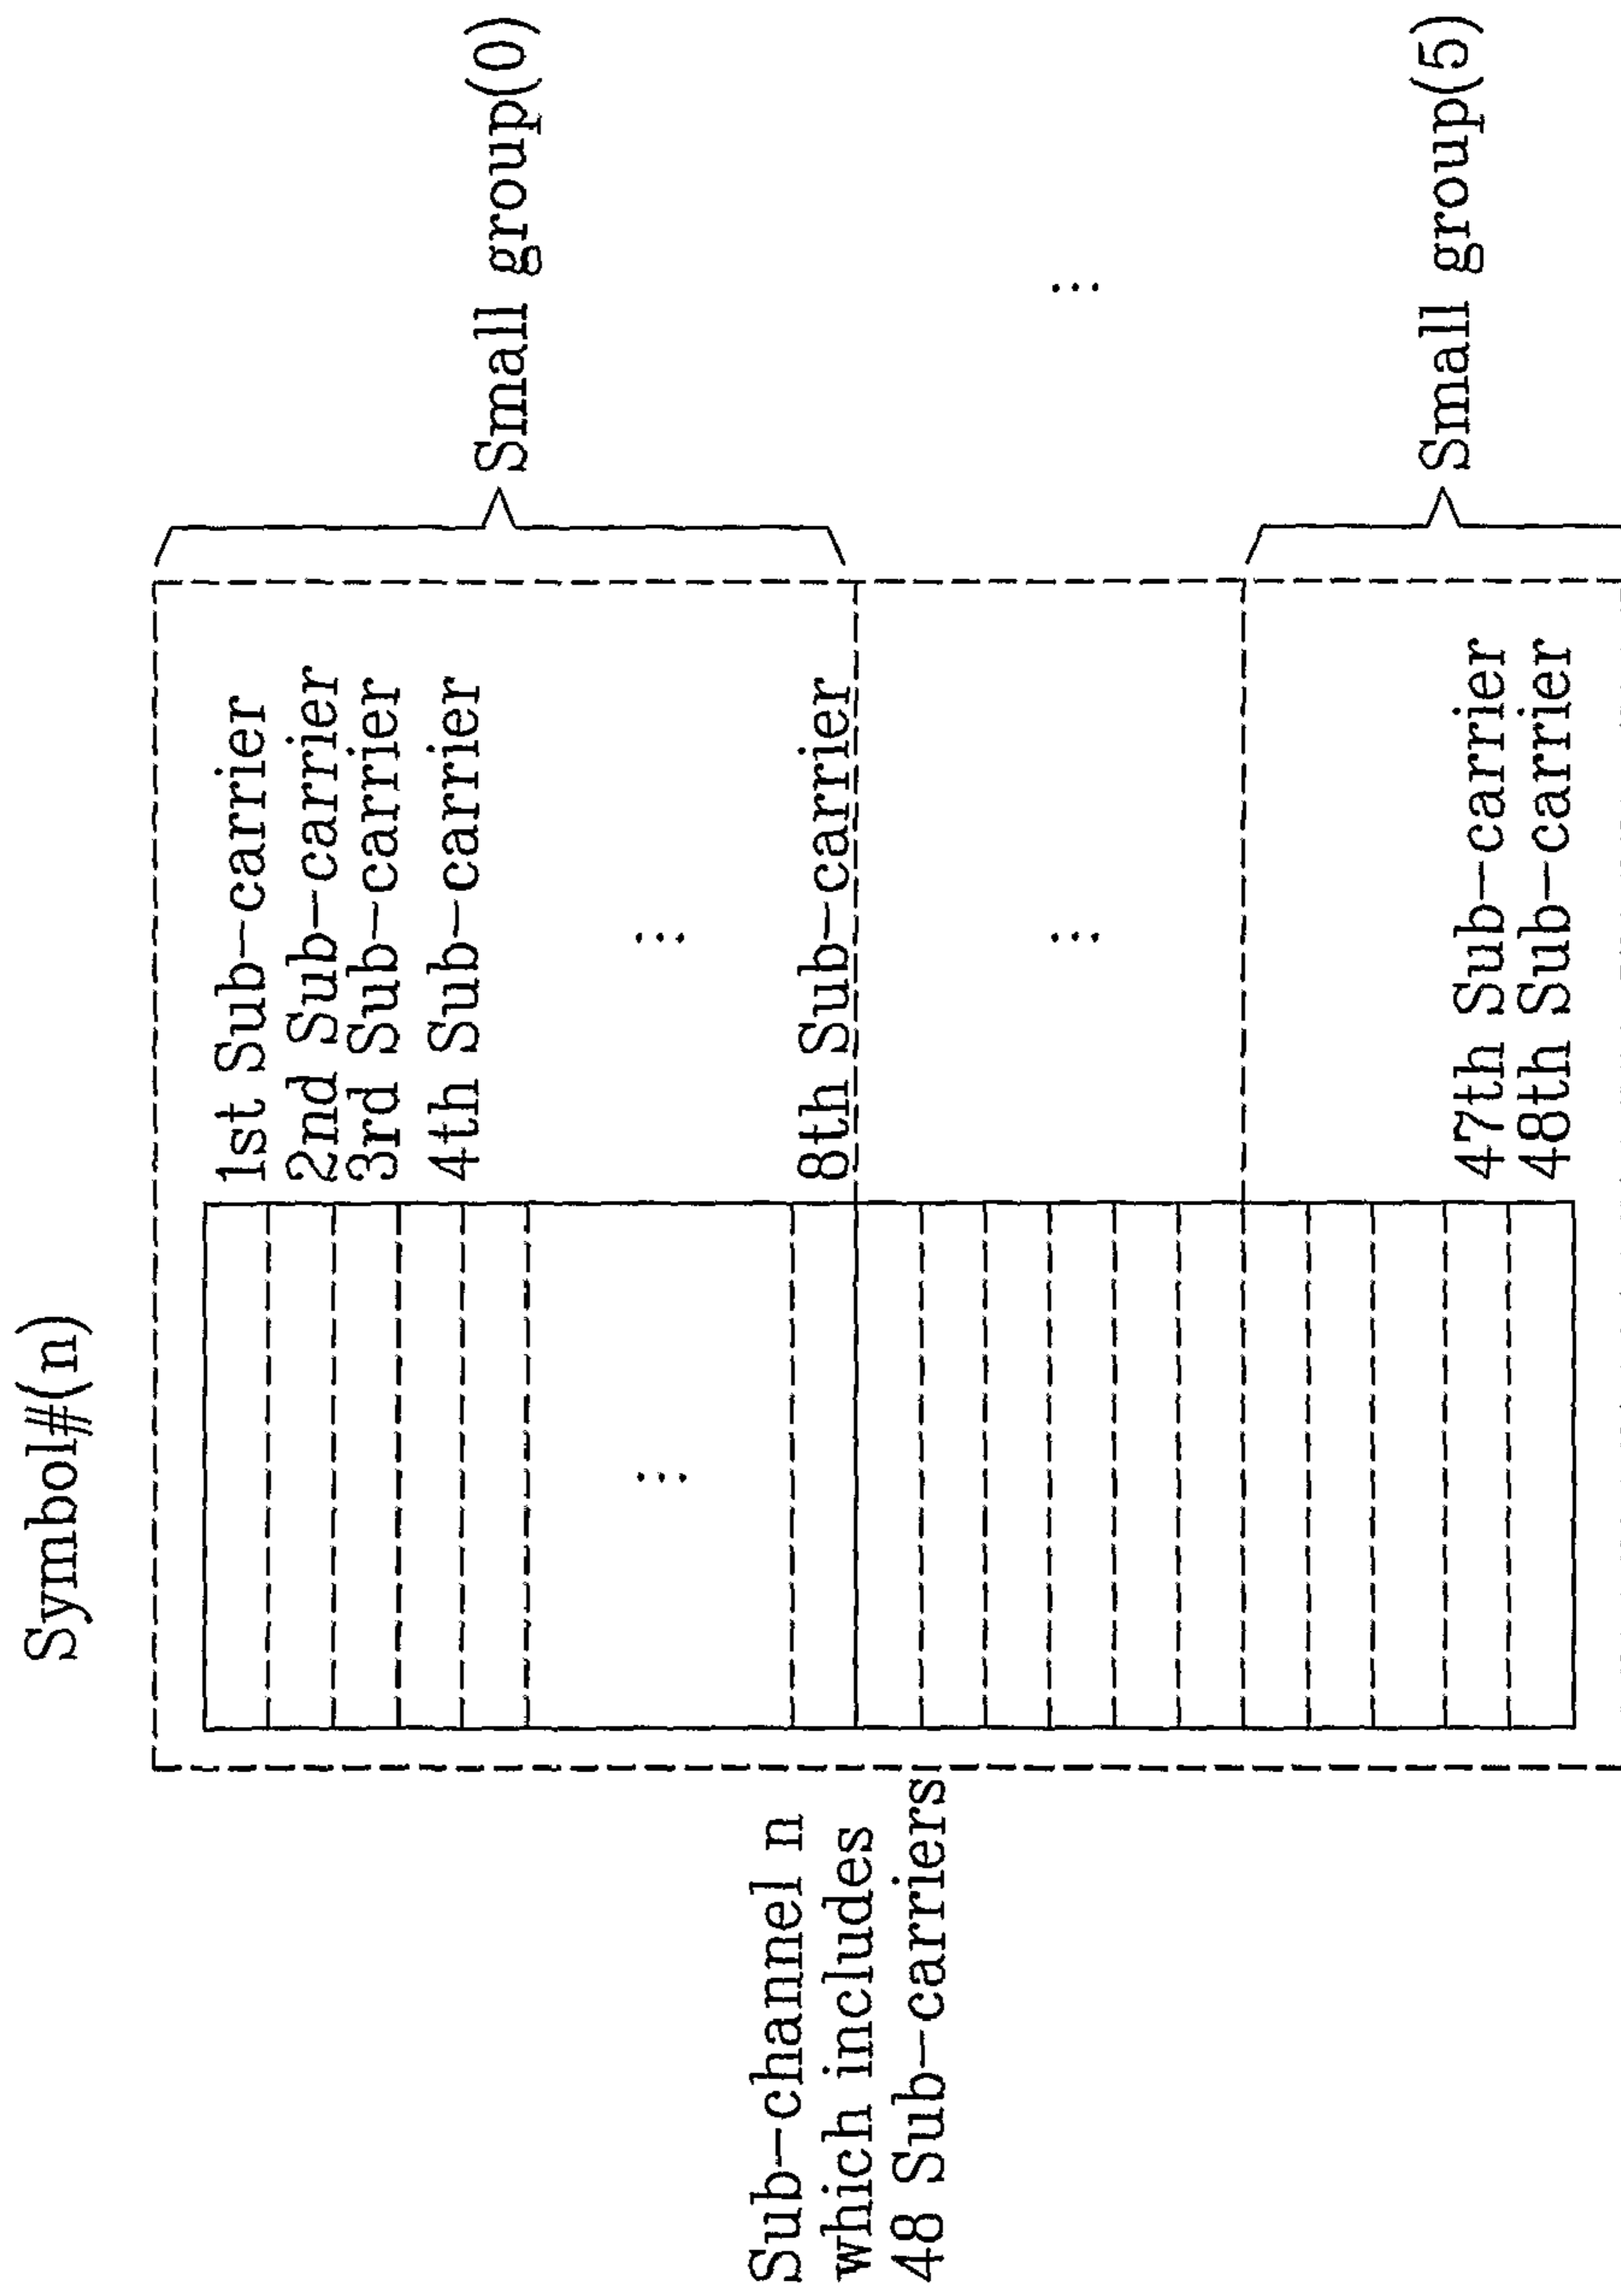 Symbol#(n)
Sub-channel n
which includes
48 Sub-carriers
1st Sub-carrier
2nd Sub-carrier
3rd Sub-carrier
4th Sub-carrier
⋮
⋮
8th Sub-carrier
⋮
47th Sub-carrier
48th Sub-carrier
Small group(0)
⋮
Small group(5)